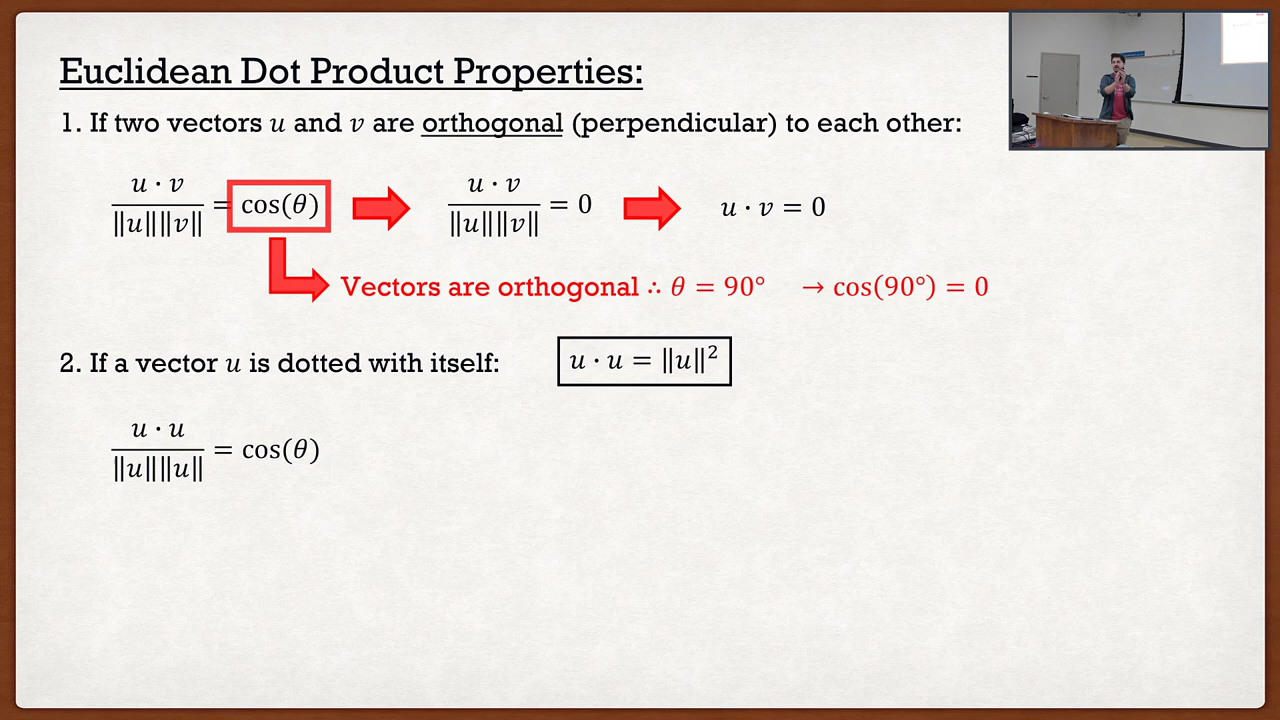 Euclidean Dot Product Properties:
1. If two vectors 𝑢 and 𝑣 are orthogonal (perpendicular) to each other:
𝑢 · 𝑣 / ‖𝑢‖‖𝑣‖ = cos(𝜃) 𝑢 · 𝑣 / ‖𝑢‖‖𝑣‖ = 0 𝑢 · 𝑣 = 0
Vectors are orthogonal ∴ 𝜃 = 90° → cos(90°) = 0
2. If a vector 𝑢 is dotted with itself: 𝑢 · 𝑢 = ‖𝑢‖²
𝑢 · 𝑢 / ‖𝑢‖‖𝑢‖ = cos(𝜃)